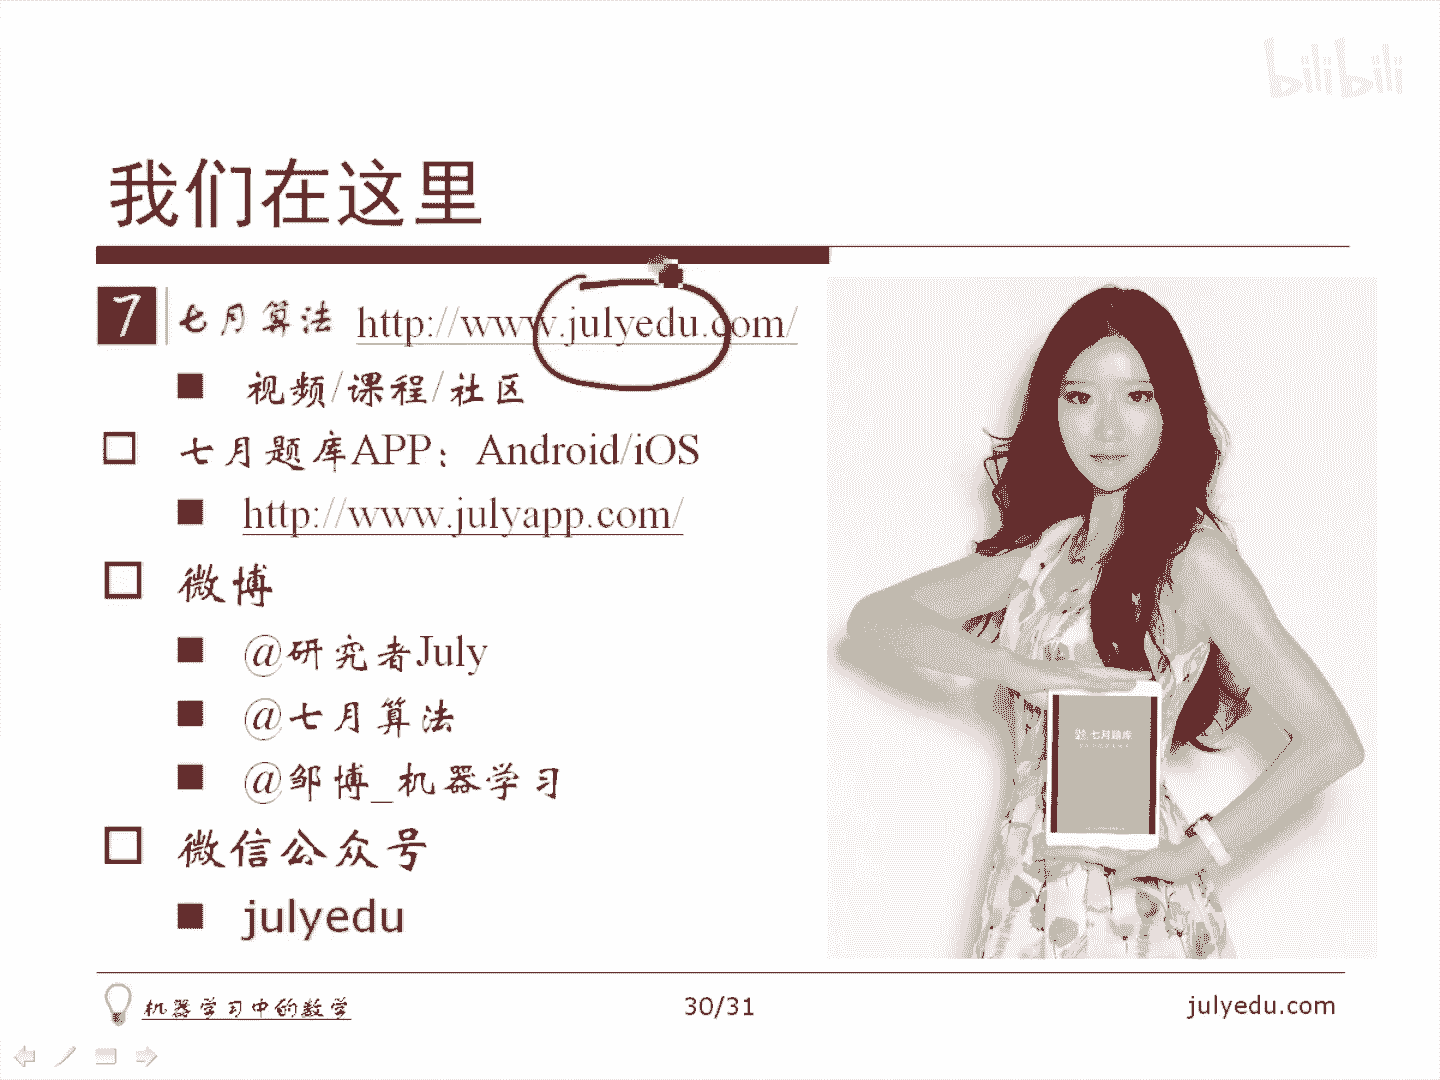 bilibili
我们在这里
7 七月算法 http://www.julyedu.com/
视频/课程/社区
七月题库APP：Android/iOS
http://www.julyapp.com/
微博
@研究者July
@七月算法
@邹博_机器学习
微信公众号
julyedu
七月题库
机器学习中的数学
30/31
julyedu.com